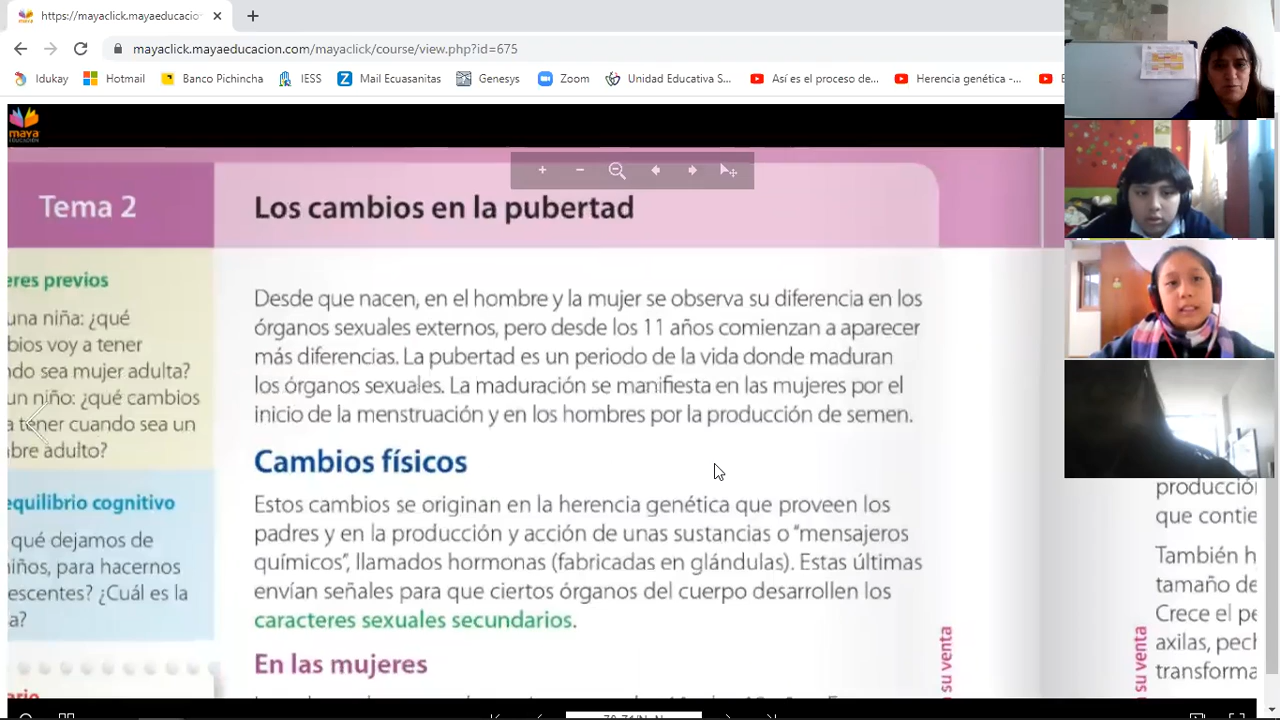 https://mayaclick.mayaeducacio
mayaclick.mayaeducacion.com/mayaclick/course/view.php?id=675
Idukay
Hotmail
Banco Pichincha
IESS
Mail Ecuasanitas
Genesys
Zoom
Unidad Educativa S...
Así es el proceso de...
Herencia genética -...
maya
EDUCACIÓN
Tema 2
Los cambios en la pubertad
eres previos
una niña: ¿qué
bios voy a tener
ndo sea mujer adulta?
un niño: ¿qué cambios
a tener cuando sea un
bre adulto?
equilibrio cognitivo
qué dejamos de
niños, para hacernos
escentes? ¿Cuál es la
a?
ario
Desde que nacen, en el hombre y la mujer se observa su diferencia en los
órganos sexuales externos, pero desde los 11 años comienzan a aparecer
más diferencias. La pubertad es un periodo de la vida donde maduran
los órganos sexuales. La maduración se manifiesta en las mujeres por el
inicio de la menstruación y en los hombres por la producción de semen.
Cambios físicos
Estos cambios se originan en la herencia genética que proveen los
padres y en la producción y acción de unas sustancias o “mensajeros
químicos”, llamados hormonas (fabricadas en glándulas). Estas últimas
envían señales para que ciertos órganos del cuerpo desarrollen los
caracteres sexuales secundarios.
En las mujeres
su venta
su venta
producció
que contie
También h
tamaño de
Crece el pe
axilas, pech
transforma